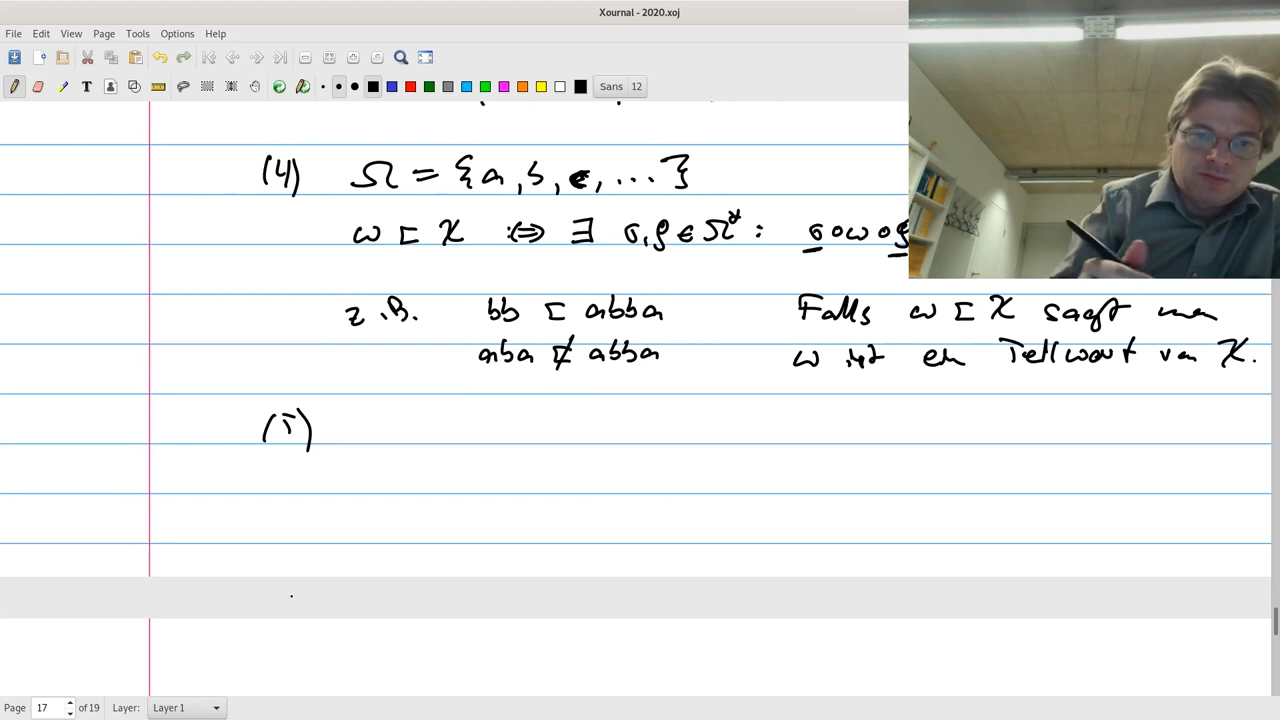 Xournal - 2020.xoj
File Edit View Page Tools Options Help
Sans 12
(4) Ω = {a, b, c, ...}
ω ⊏ χ :⇔ ∃ σ, ρ ∈ Ω* : σ∘ω∘ρ
z.B. bb ⊏ abba Falls ω ⊏ χ sagt man
aba ⊏̸ abba ω ist ein Teilwort von χ.
(5)
Page 17 of 19 Layer: Layer 1